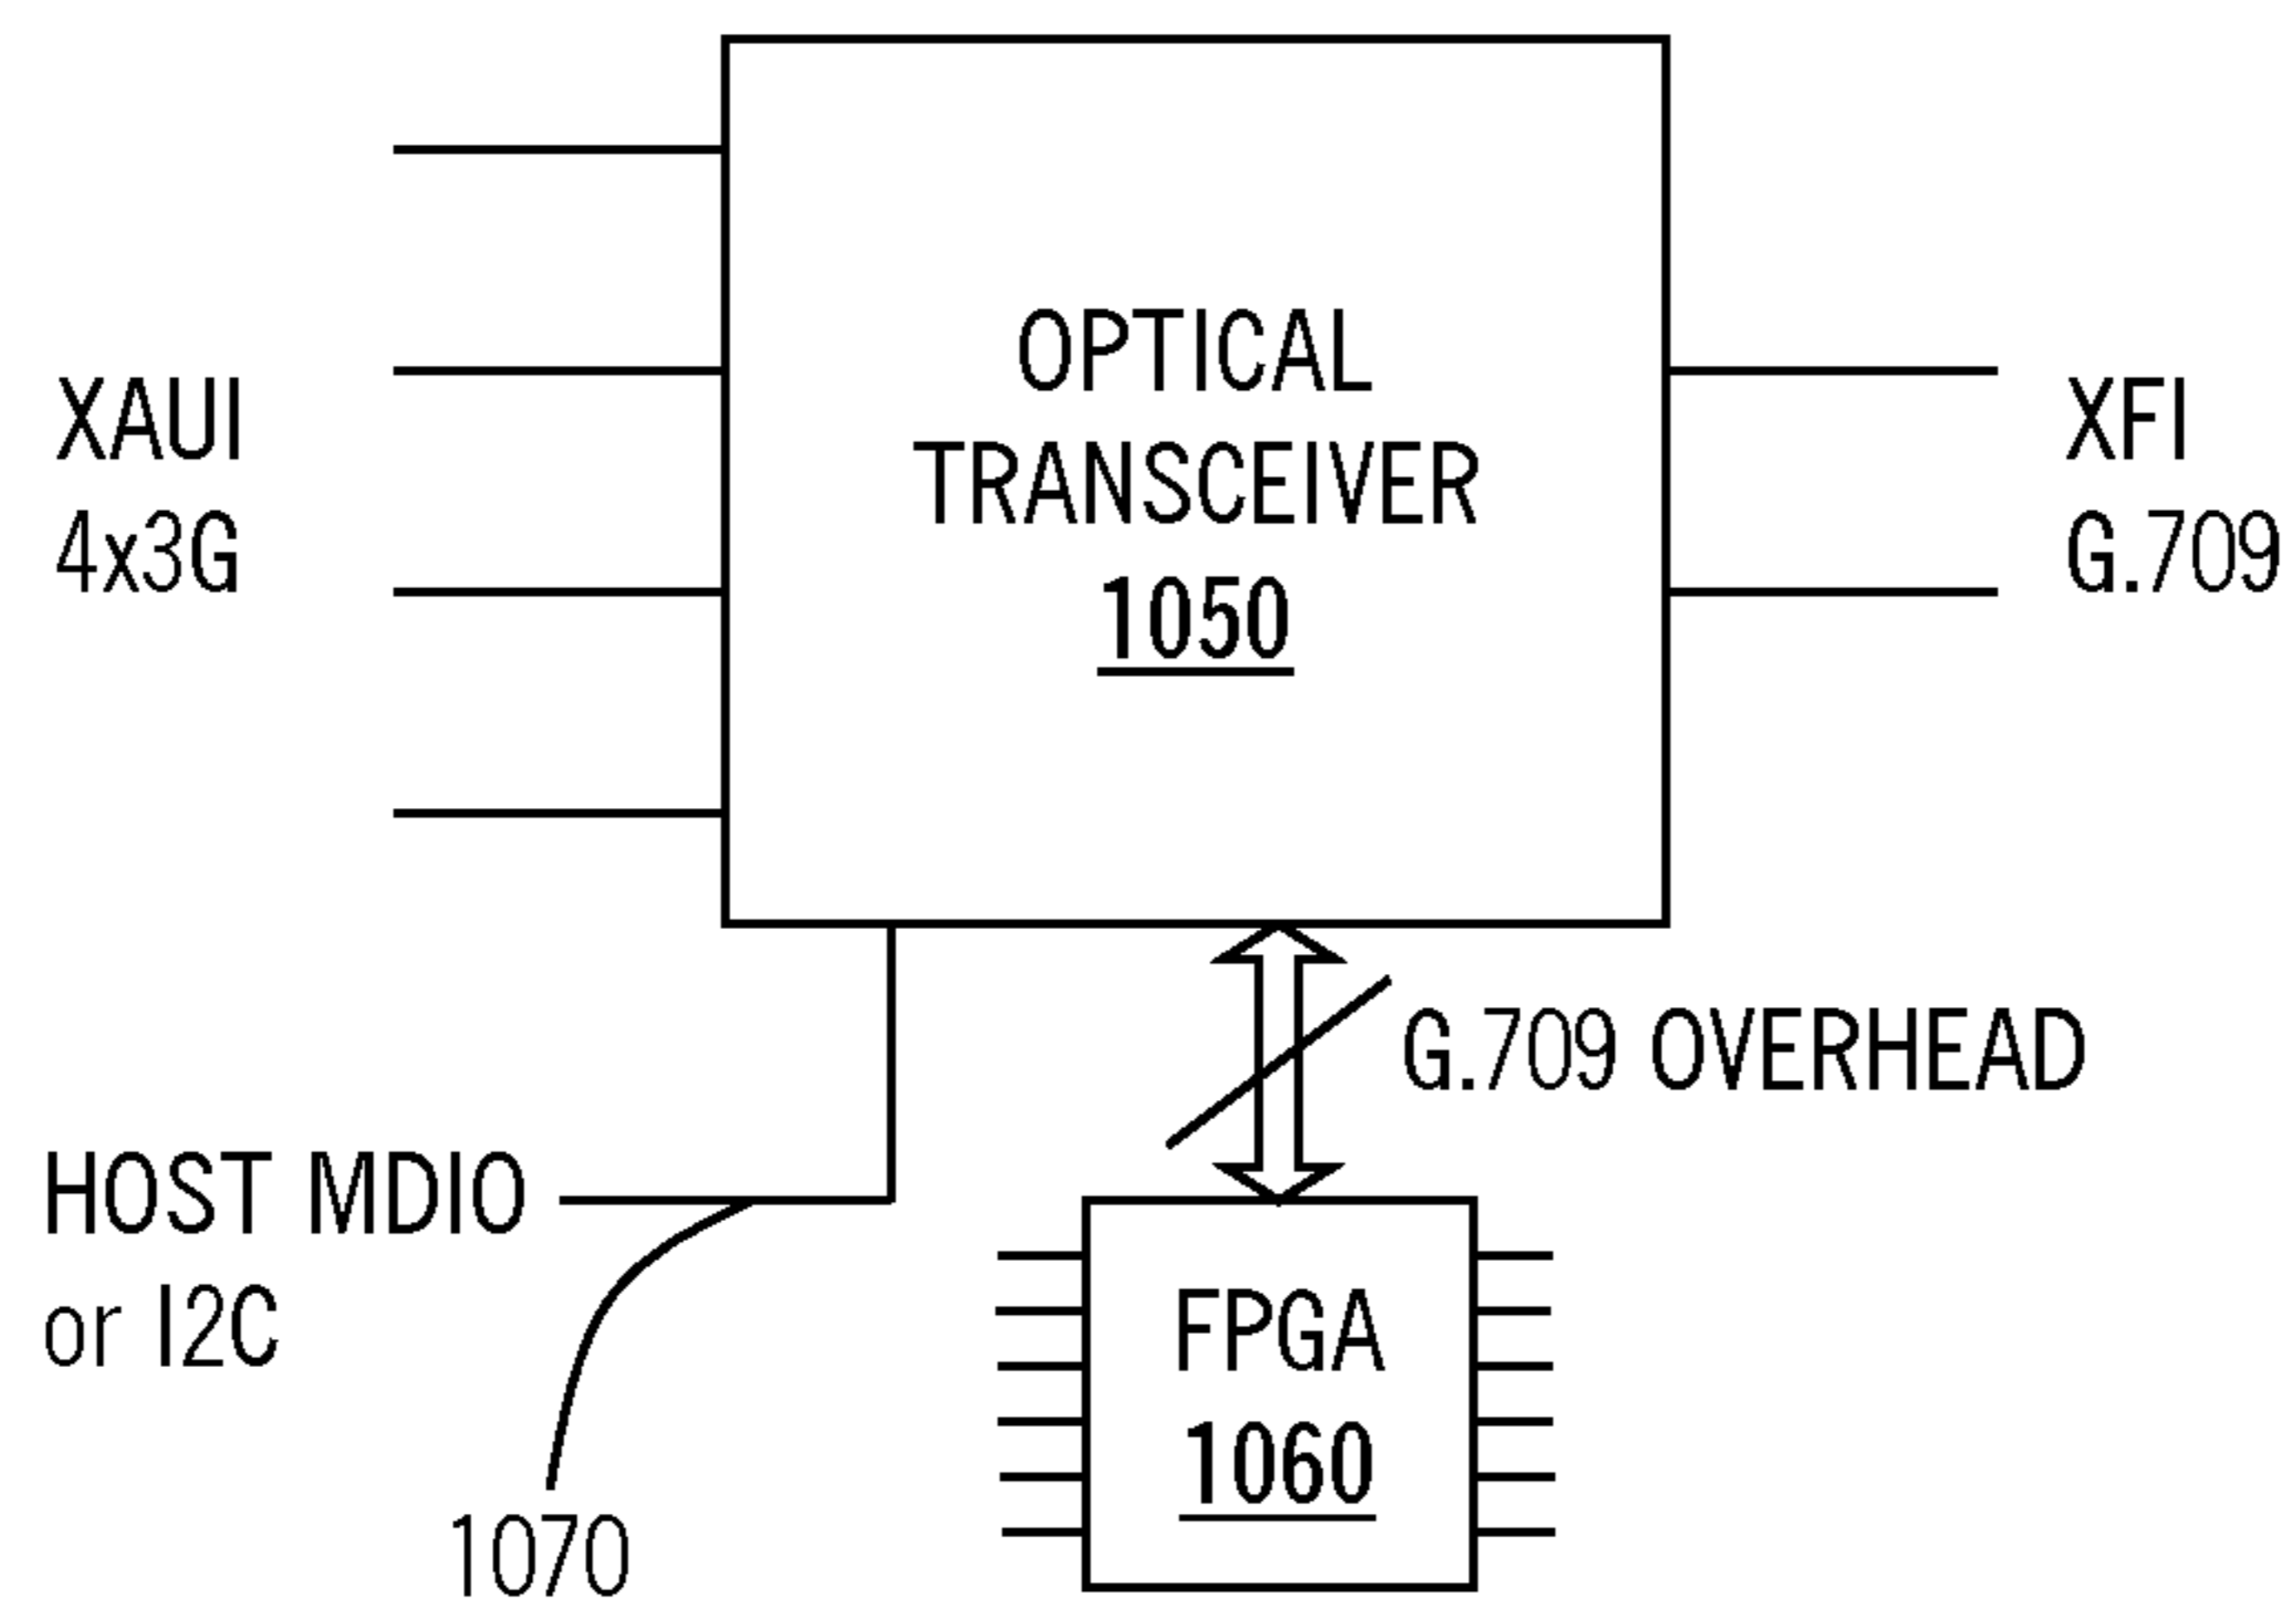 OPTICAL
TRANSCEIVER
1050
XAUI
4x3G
XFI
G.709
G.709 OVERHEAD
HOST MDIO
or I2C
1070
FPGA
1060